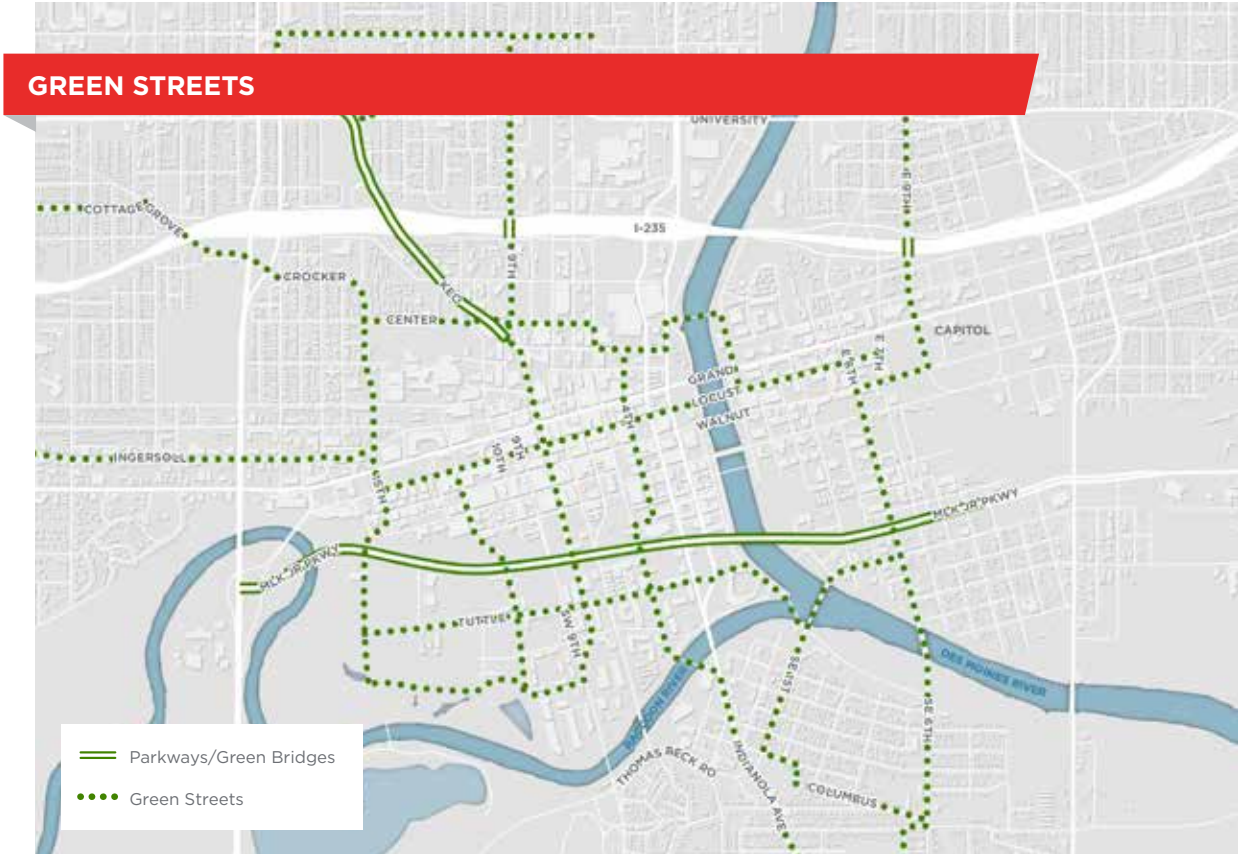 GREEN STREETS
UNIVERSITY
E 9TH
COTTAGE GROVE
I-235
9TH
CROCKER
KEO
CENTER
CAPITOL
E 7TH
E 6TH
GRAND
LOCUST
WALNUT
4TH
9TH
10TH
INGERSOLL
15TH
MLK JR PKWY
MLK JR PKWY
TUTTLE
SW 9TH
SE 1ST
DES MOINES RIVER
RACCOON RIVER
SE 6TH
THOMAS BECK RD
INDIANOLA AVE
COLUMBUS
Parkways/Green Bridges
Green Streets